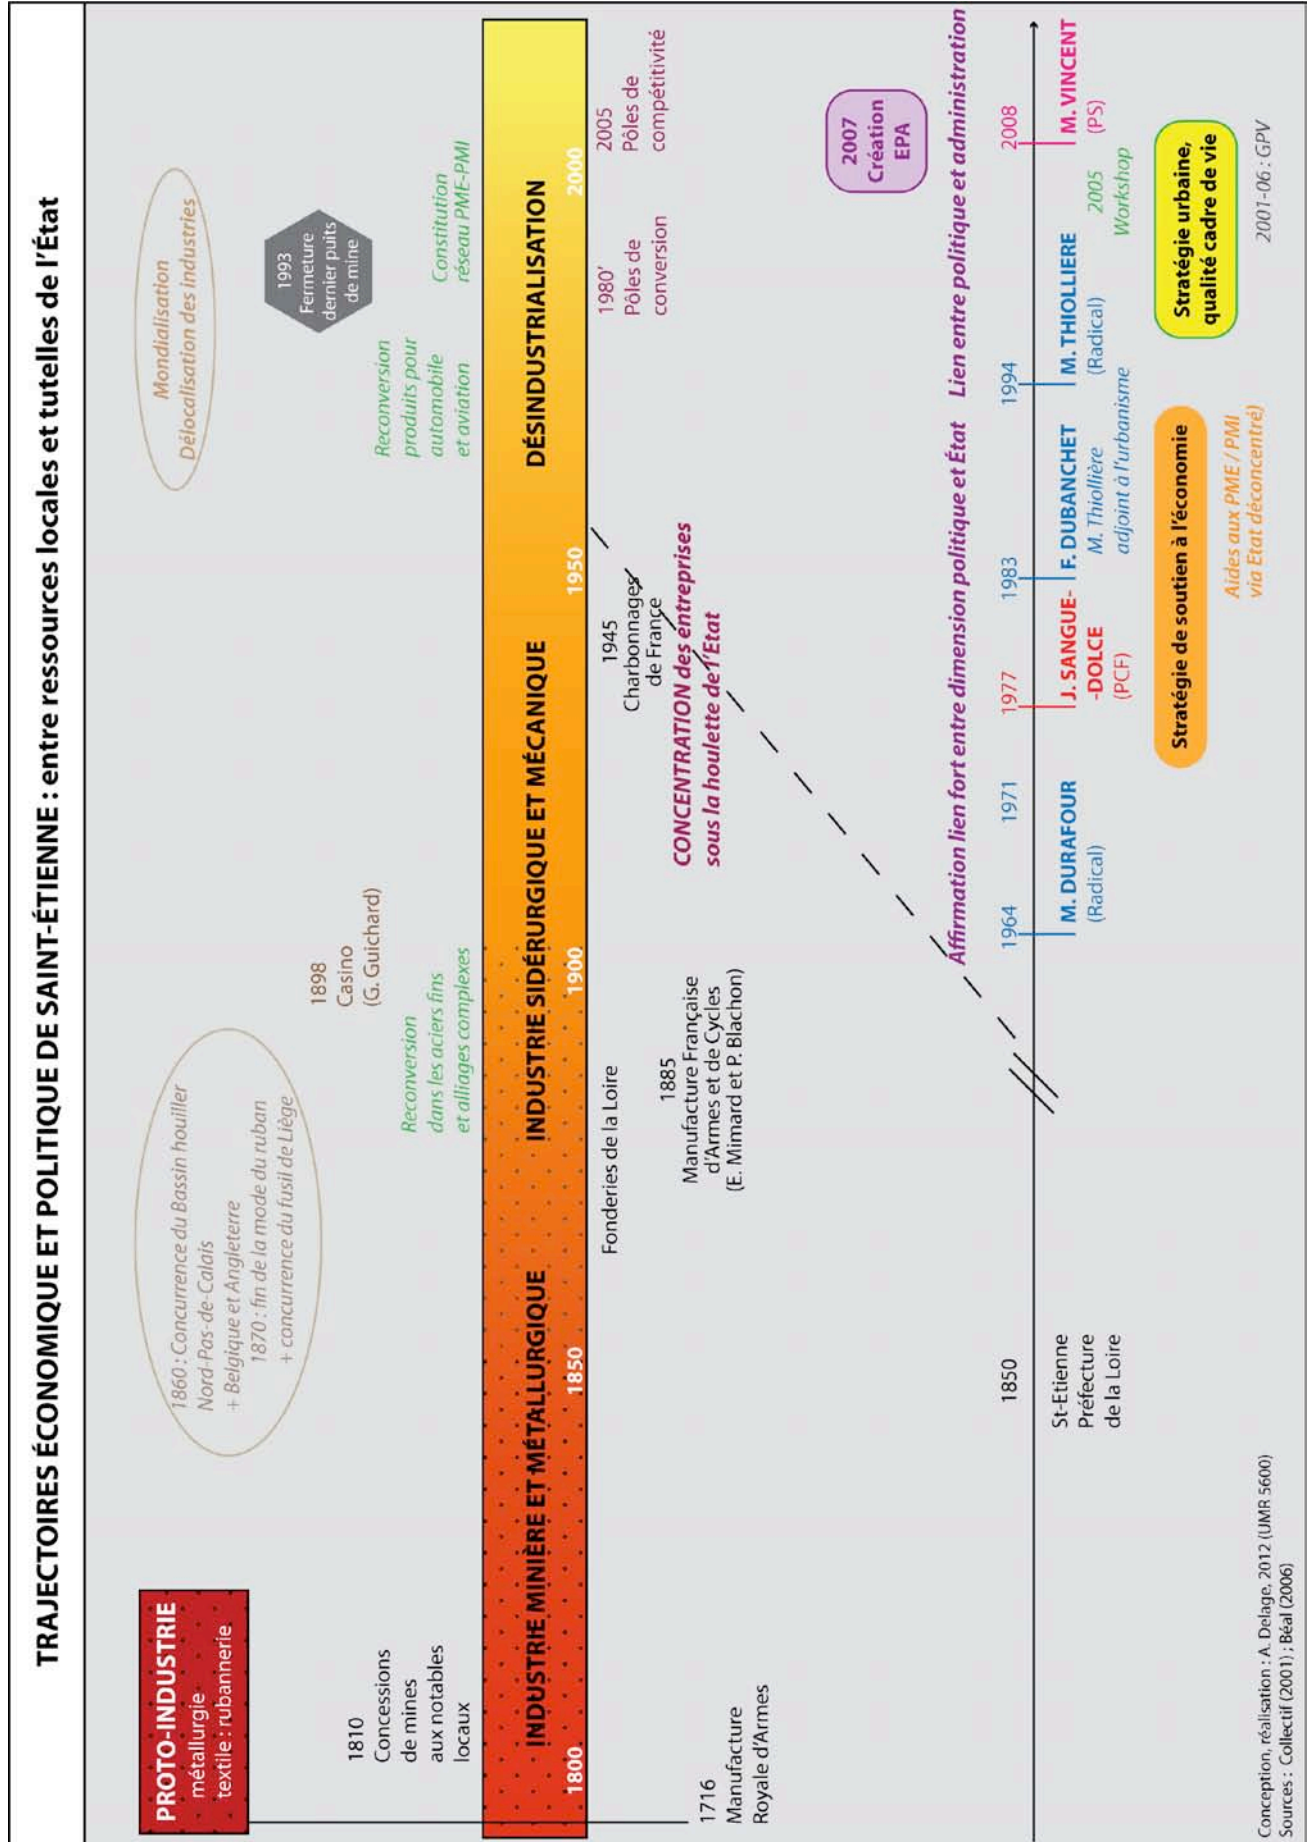 TRAJECTOIRES ÉCONOMIQUE ET POLITIQUE DE SAINT-ÉTIENNE : entre ressources locales et tutelles de l'État
PROTO-INDUSTRIE
métallurgie
textile : rubannerie
1860 : Concurrence du Bassin houiller
Nord-Pas-de-Calais
+ Belgique et Angleterre
1870 : fin de la mode du ruban
+ concurrence du fusil de Liège
Mondialisation
Délocalisation des industries
1810
Concessions
de mines
aux notables
locaux
1898
Casino
(G. Guichard)
Reconversion
dans les aciers fins
et alliages complexes
Reconversion
produits pour
automobile
et aviation
1993
Fermeture
dernier puits
de mine
Constitution
réseau PME-PMI
INDUSTRIE MINIÈRE ET MÉTALLURGIQUE
INDUSTRIE SIDÉRURGIQUE ET MÉCANIQUE
DÉSINDUSTRIALISATION
1800
1850
1900
1950
2000
1716
Manufacture
Royale d'Armes
Fonderies de la Loire
1885
Manufacture Française
d'Armes et de Cycles
(E. Mimard et P. Blachon)
1945
Charbonnages
de France
CONCENTRATION des entreprises
sous la houlette de l'Etat
1980'
Pôles de
conversion
2005
Pôles de
compétitivité
2007
Création
EPA
Affirmation lien fort entre dimension politique et État
Lien entre politique et administration
1850
St-Etienne
Préfecture
de la Loire
1964
M. DURAFOUR
(Radical)
1971
1977
J. SANGUE-
-DOLCE
(PCF)
1983
F. DUBANCHET
M. Thiollière
adjoint à l'urbanisme
1994
M. THIOLLIERE
(Radical)
2005
Workshop
2008
M. VINCENT
(PS)
Stratégie de soutien à l'économie
Aides aux PME / PMI
via Etat déconcentré)
Stratégie urbaine,
qualité cadre de vie
2001-06 : GPV
Conception, réalisation : A. Delage, 2012 (UMR 5600)
Sources : Collectif (2001) ; Béal (2006)